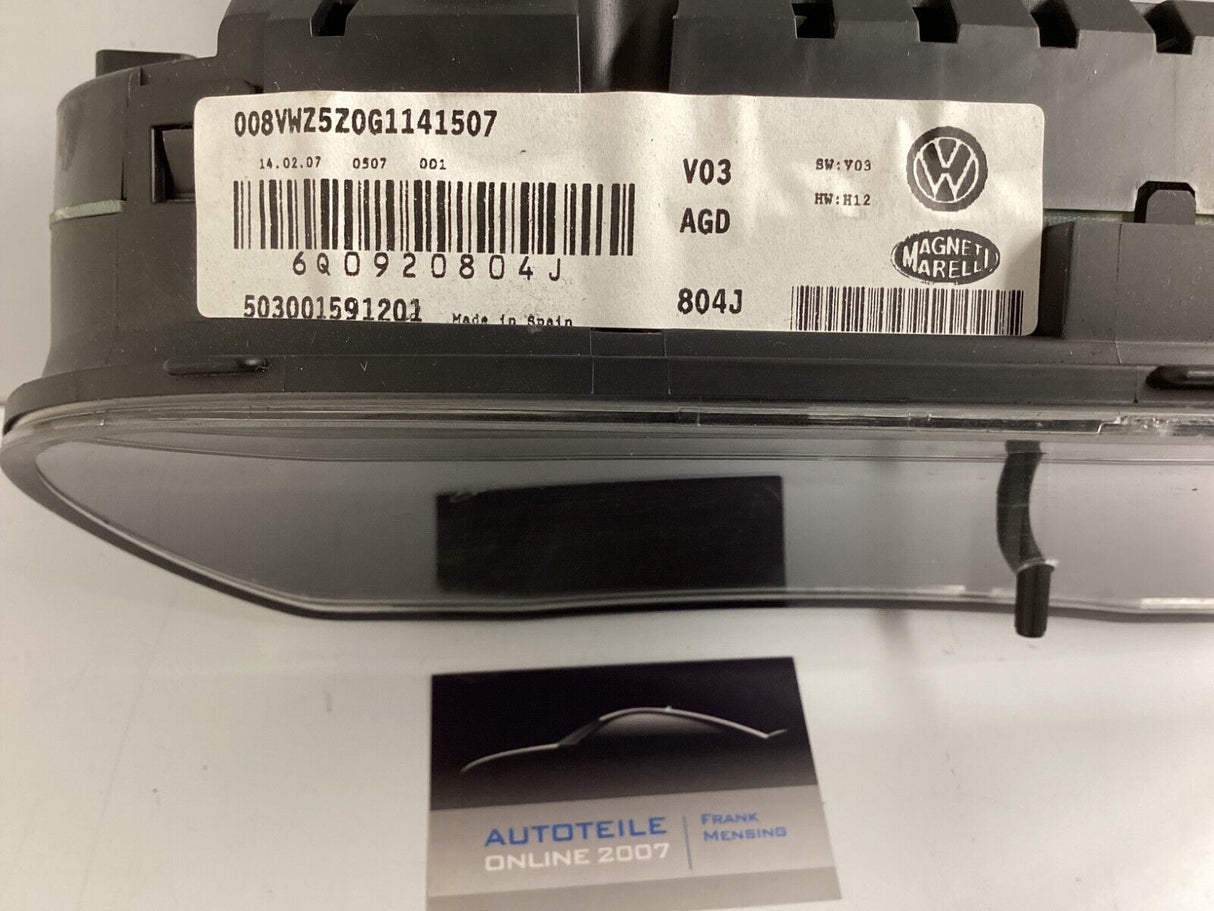 008VWZ5Z0G1141507
14.02.07 0507 001
6Q0920804J
503001591201 Made in Spain
V03
AGD
804J
SW:V03
HW:H12
MAGNETI
MARELLI
AUTOTEILE
ONLINE 2007
FRANK
MENSING